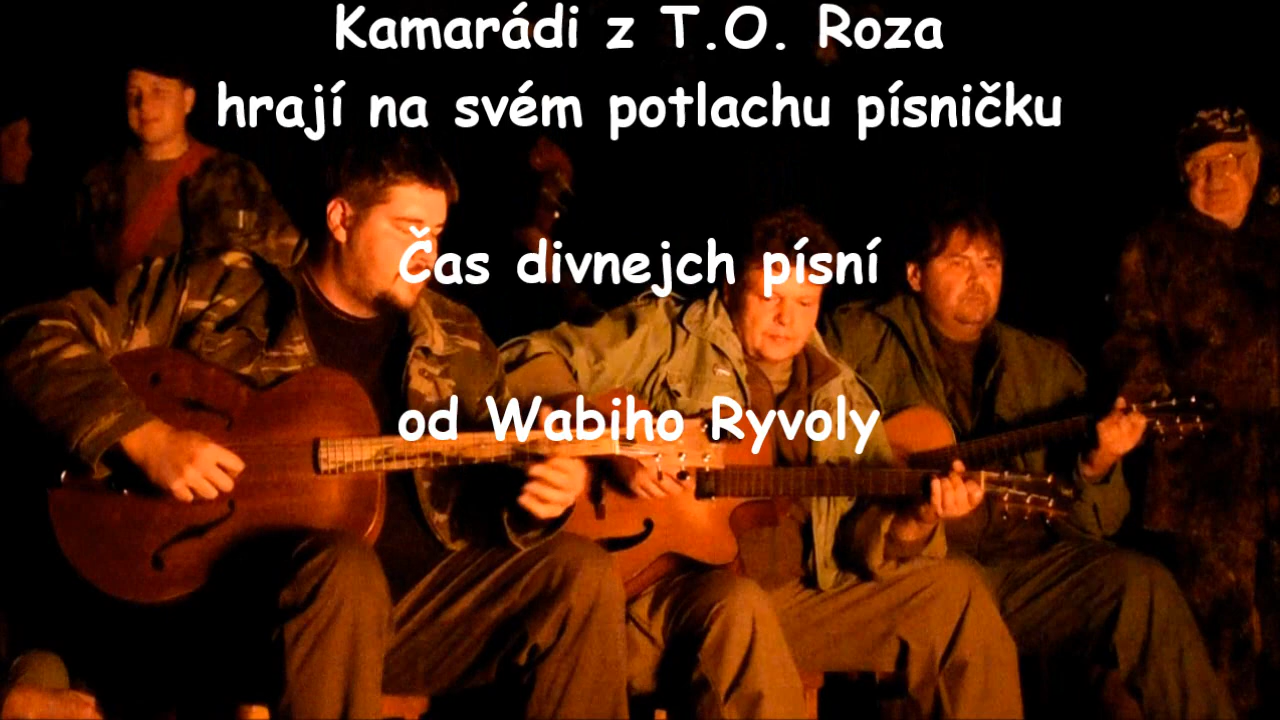 Kamarádi z T.O. Roza
hrají na svém potlachu písničku
Čas divnejch písní
od Wabiho Ryvoly